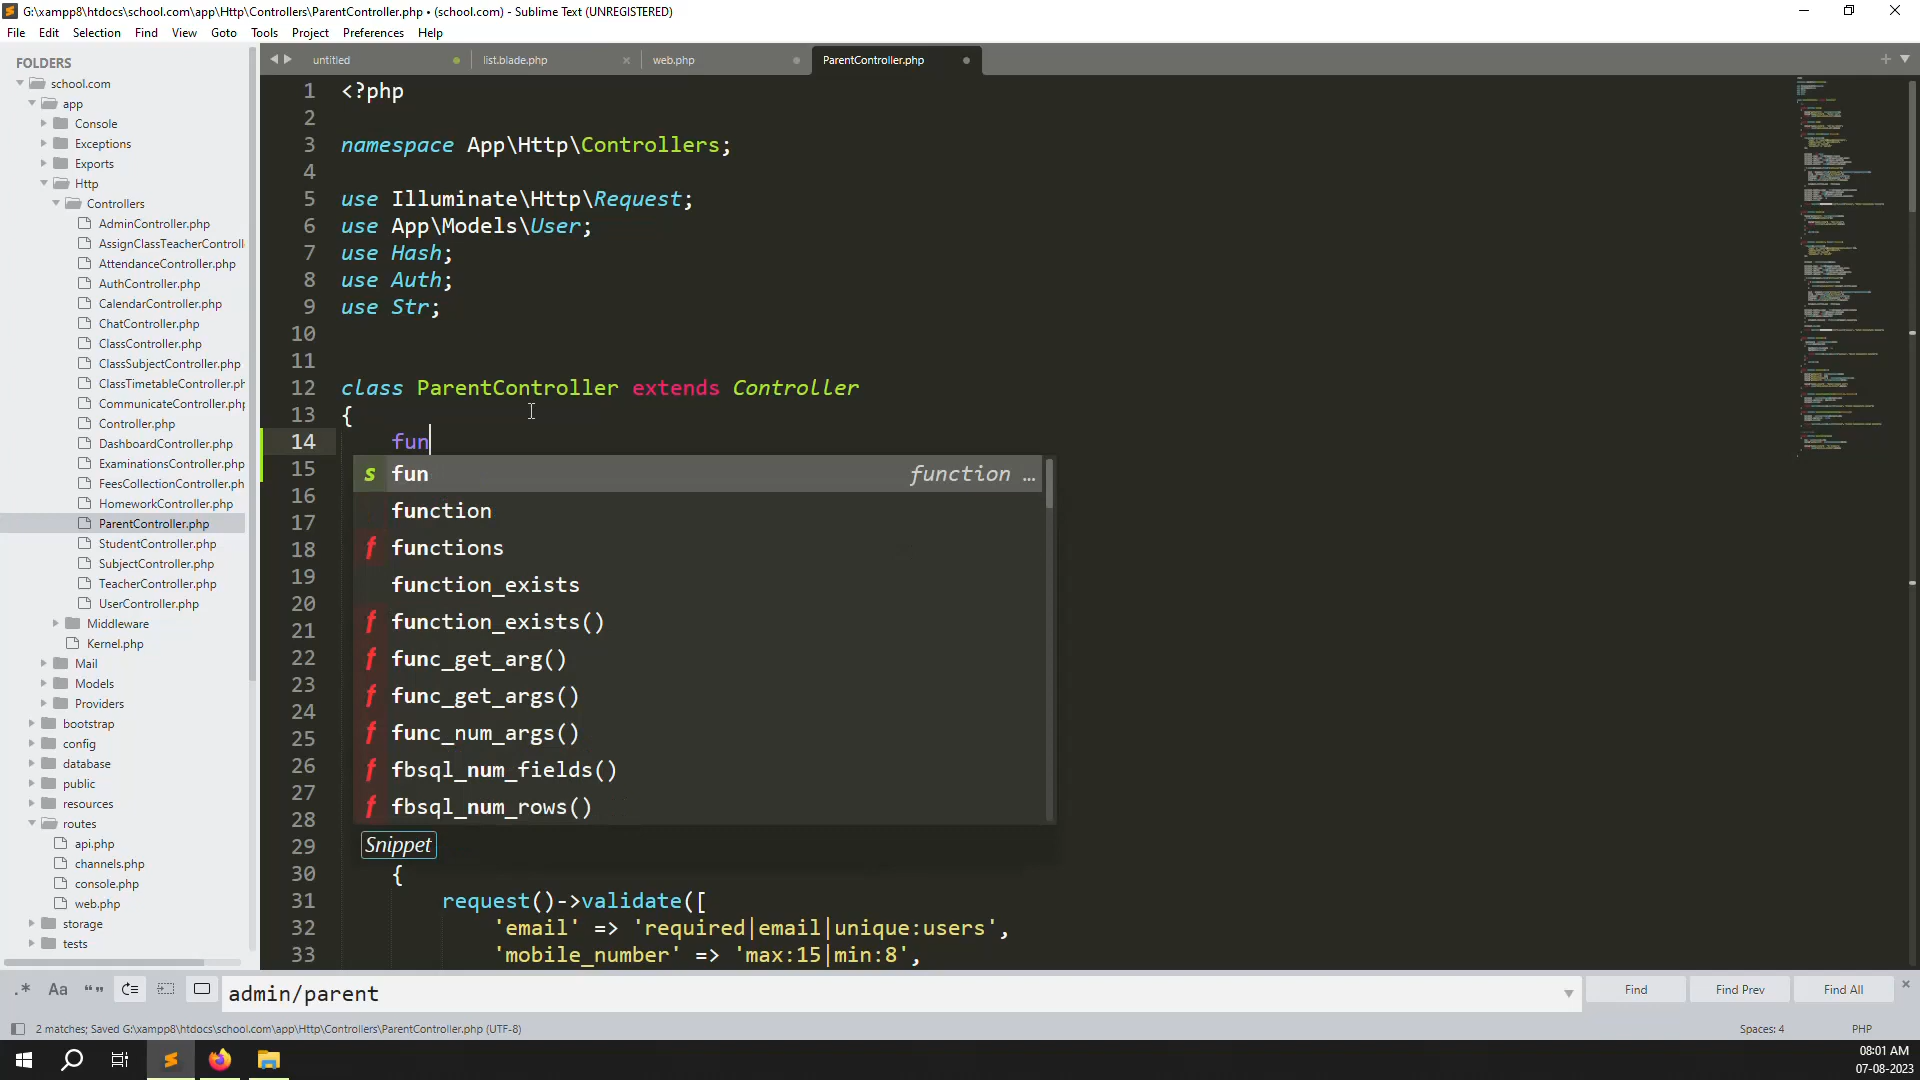 G:\xampp8\htdocs\school.com\app\Http\Controllers\ParentController.php • (school.com) - Sublime Text (UNREGISTERED)
File Edit Selection Find View Goto Tools Project Preferences Help
FOLDERS
school.com
app
Console
Exceptions
Exports
Http
Controllers
AdminController.php
AssignClassTeacherControll
AttendanceController.php
AuthController.php
CalendarController.php
ChatController.php
ClassController.php
ClassSubjectController.php
ClassTimetableController.ph
CommunicateController.php
Controller.php
DashboardController.php
ExaminationsController.php
FeesCollectionController.ph
HomeworkController.php
ParentController.php
StudentController.php
SubjectController.php
TeacherController.php
UserController.php
Middleware
Kernel.php
Mail
Models
Providers
bootstrap
config
database
public
resources
routes
api.php
channels.php
console.php
web.php
storage
tests
untitled list.blade.php web.php ParentController.php
1 <?php
2
3 namespace App\Http\Controllers;
4
5 use Illuminate\Http\Request;
6 use App\Models\User;
7 use Hash;
8 use Auth;
9 use Str;
10
11
12 class ParentController extends Controller
13 {
14 fun
15
16
17
18
19
20
21
22
23
24
25
26
27
28
29
30 {
31 request()->validate([
32 'email' => 'required|email|unique:users',
33 'mobile_number' => 'max:15|min:8',
s fun function ...
function
f functions
function_exists
f function_exists()
f func_get_arg()
f func_get_args()
f func_num_args()
f fbsql_num_fields()
f fbsql_num_rows()
Snippet
.* Aa “” admin/parent Find Find Prev Find All
2 matches; Saved G:\xampp8\htdocs\school.com\app\Http\Controllers\ParentController.php (UTF-8) Spaces: 4 PHP
08:01 AM
07-08-2023